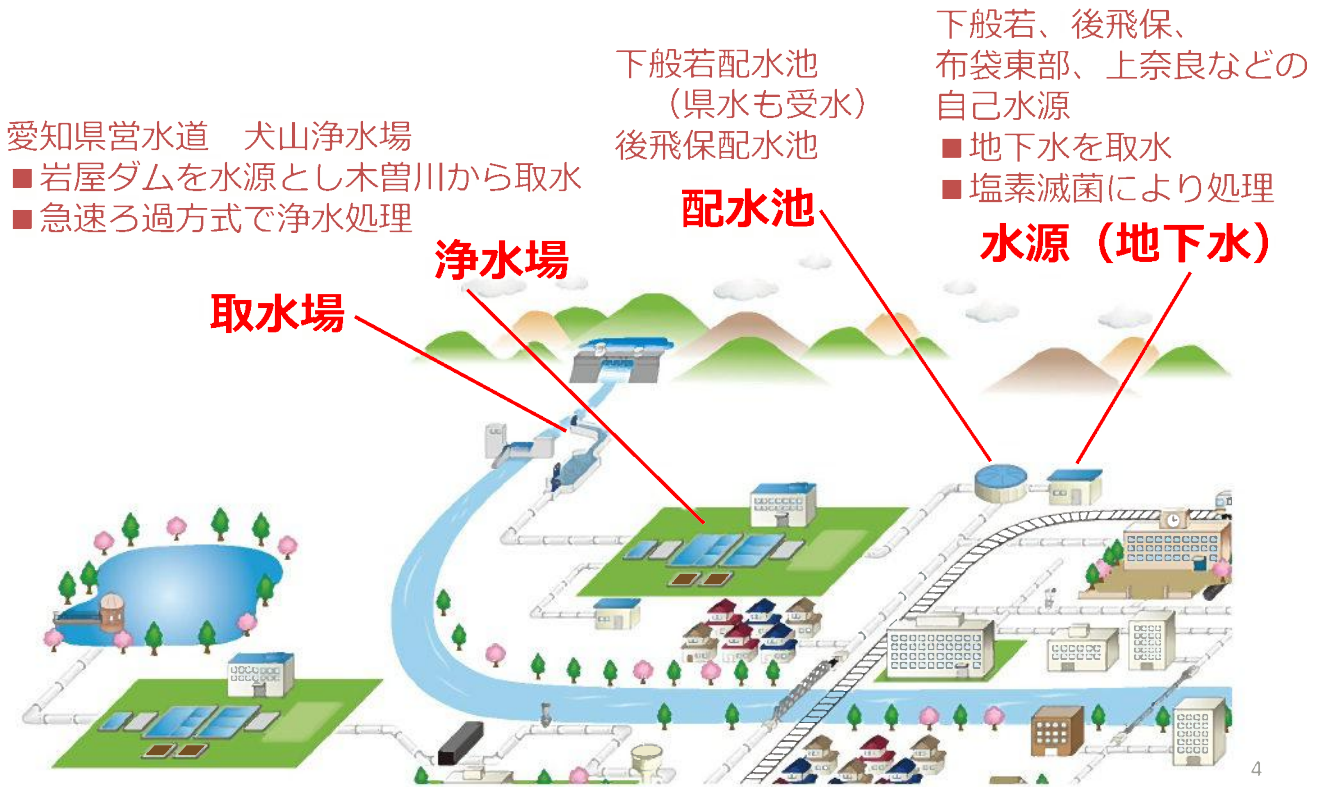 愛知県営水道　犬山浄水場
■岩屋ダムを水源とし木曽川から取水
■急速ろ過方式で浄水処理
取水場
浄水場
下般若配水池
（県水も受水）
後飛保配水池
配水池
下般若、後飛保、
布袋東部、上奈良などの
自己水源
■地下水を取水
■塩素滅菌により処理
水源（地下水）
4